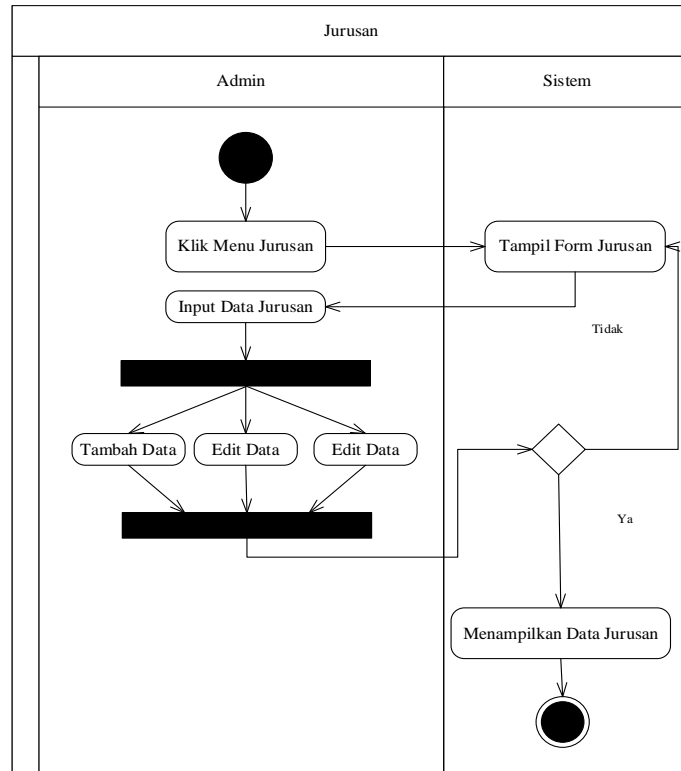 Jurusan
Admin
Sistem
Klik Menu Jurusan
Tampil Form Jurusan
Input Data Jurusan
Tidak
Tambah Data
Edit Data
Edit Data
Ya
Menampilkan Data Jurusan